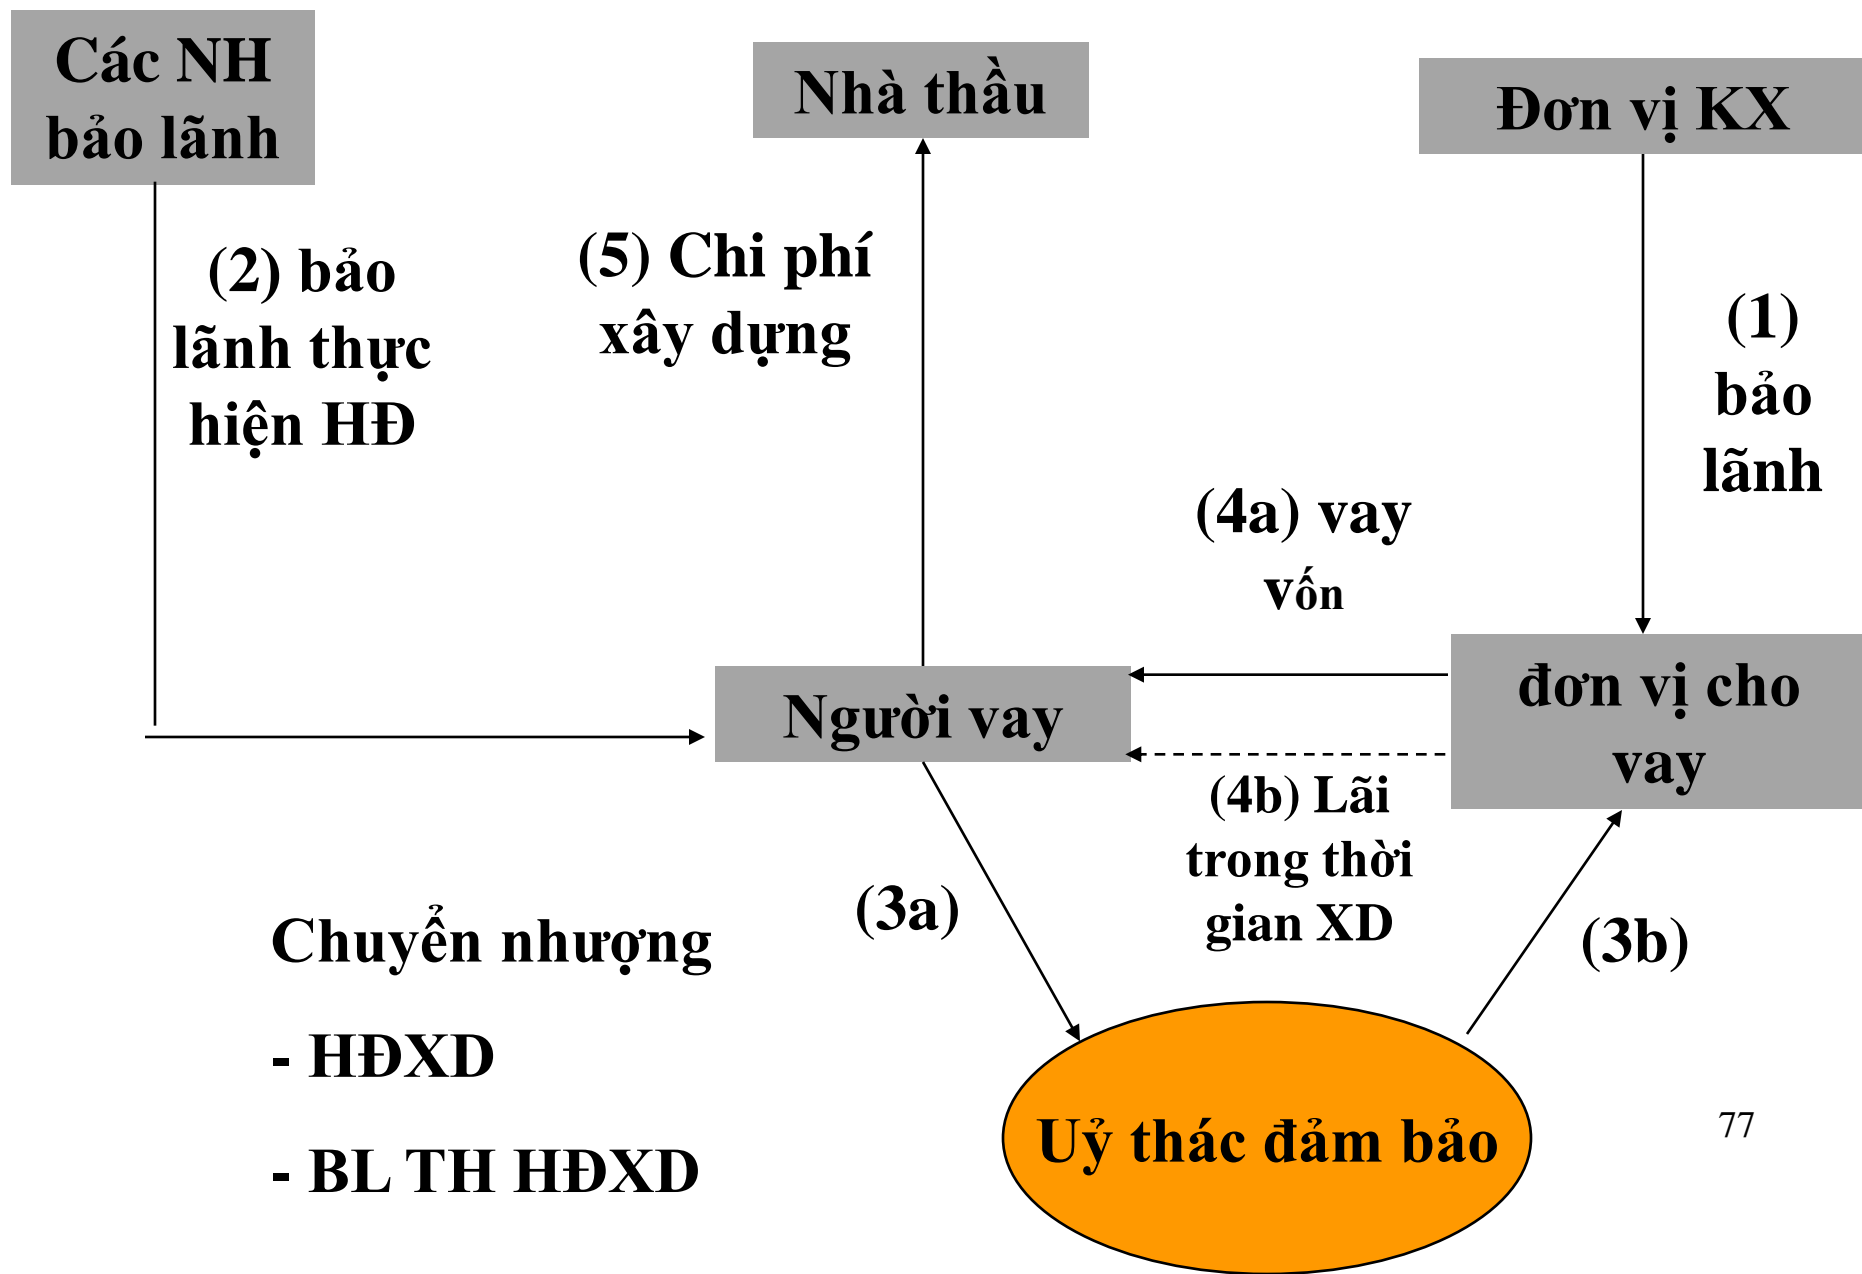 Các NH
bảo lãnh
Nhà thầu
Đơn vị KX
(2) bảo
lãnh thực
hiện HĐ
(5) Chi phí
xây dựng
(1)
bảo
lãnh
(4a) vay
vốn
Người vay
đơn vị cho
vay
(4b) Lãi
trong thời
gian XD
(3a)
(3b)
Chuyển nhượng
- HĐXD
- BL TH HĐXD
Uỷ thác đảm bảo
77